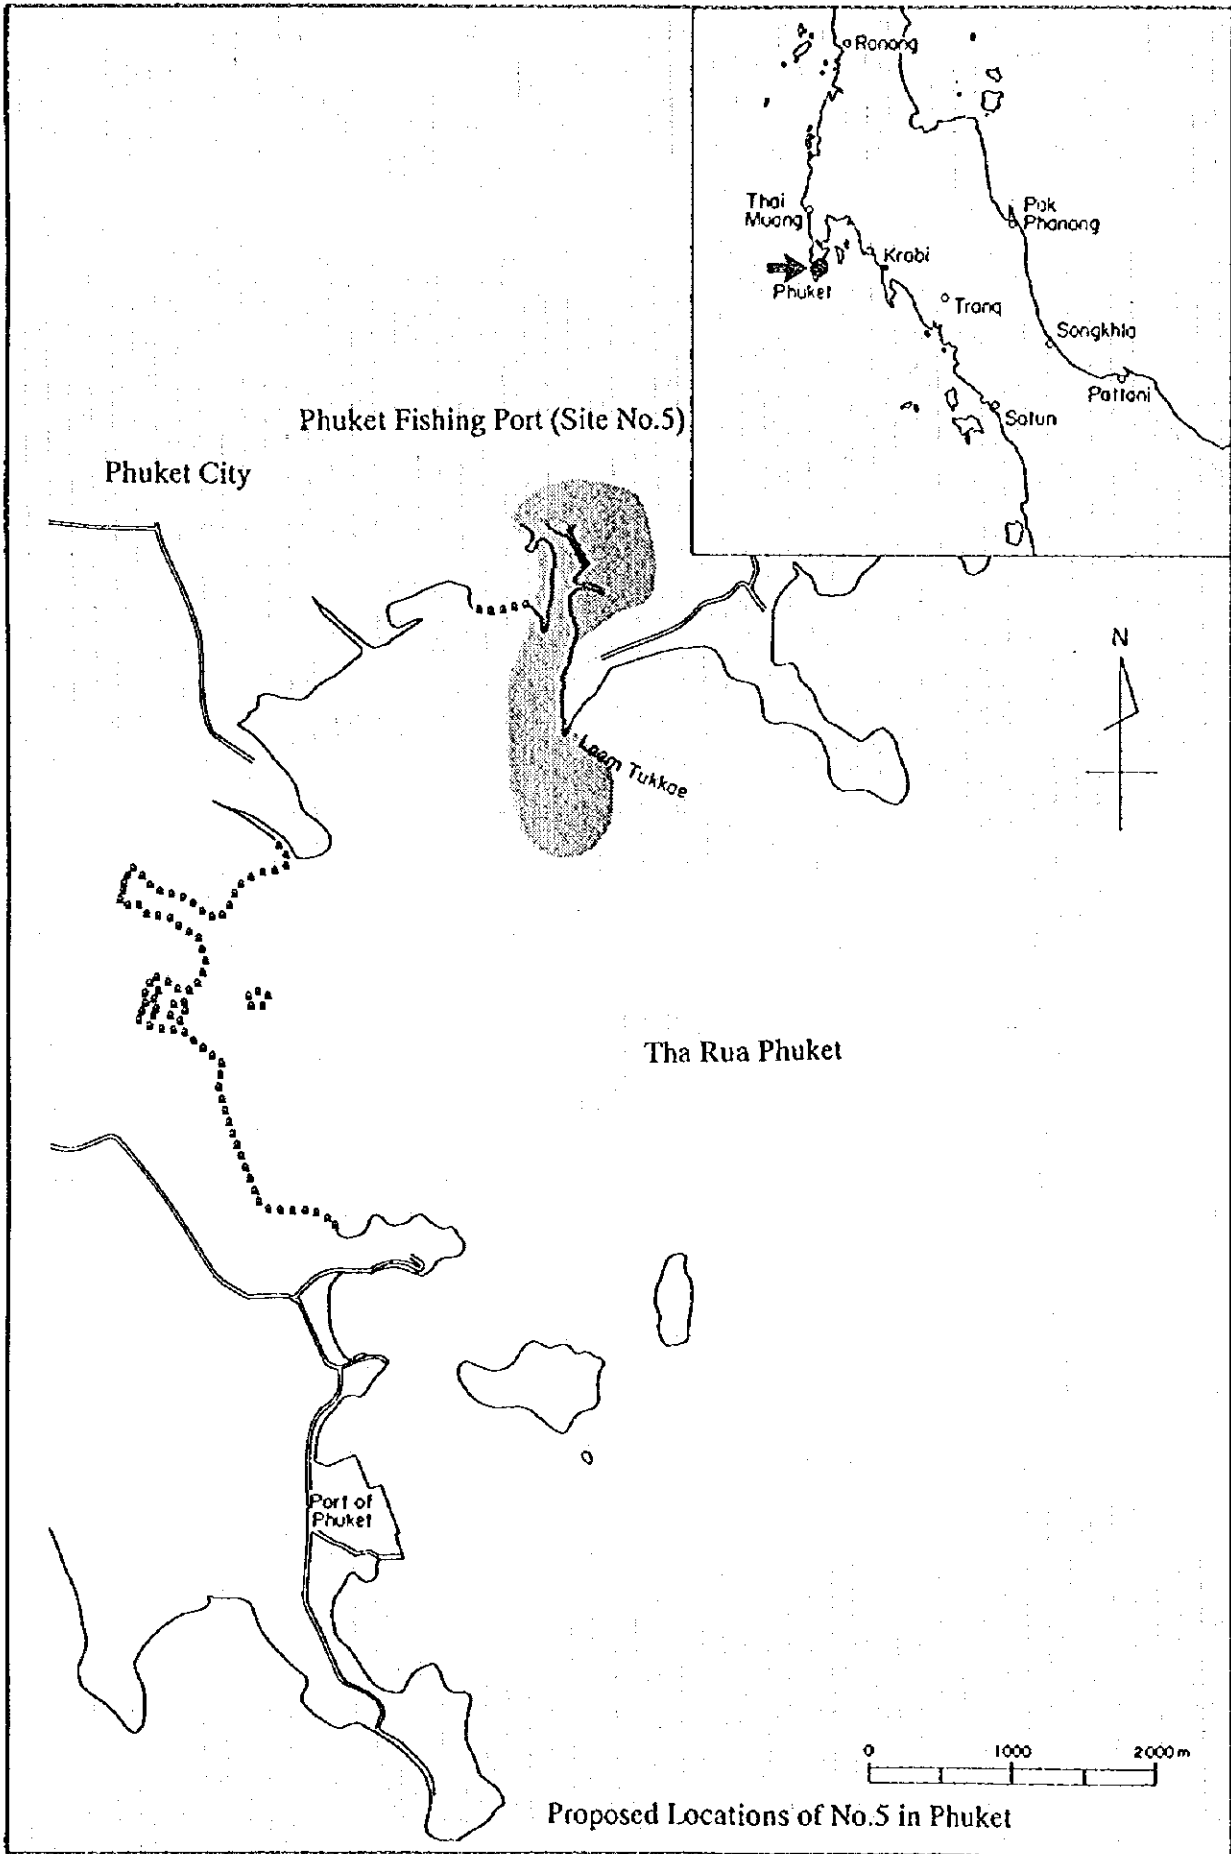 Ranong
Thai
Muang
Pak
Phanang
Krabi
Phuket
Trang
Songkhla
Pattani
Satun
Phuket Fishing Port (Site No.5)
Phuket City
N
Laem Tukkae
Tha Rua Phuket
Port of
Phuket
0 1000 2000m
Proposed Locations of No.5 in Phuket